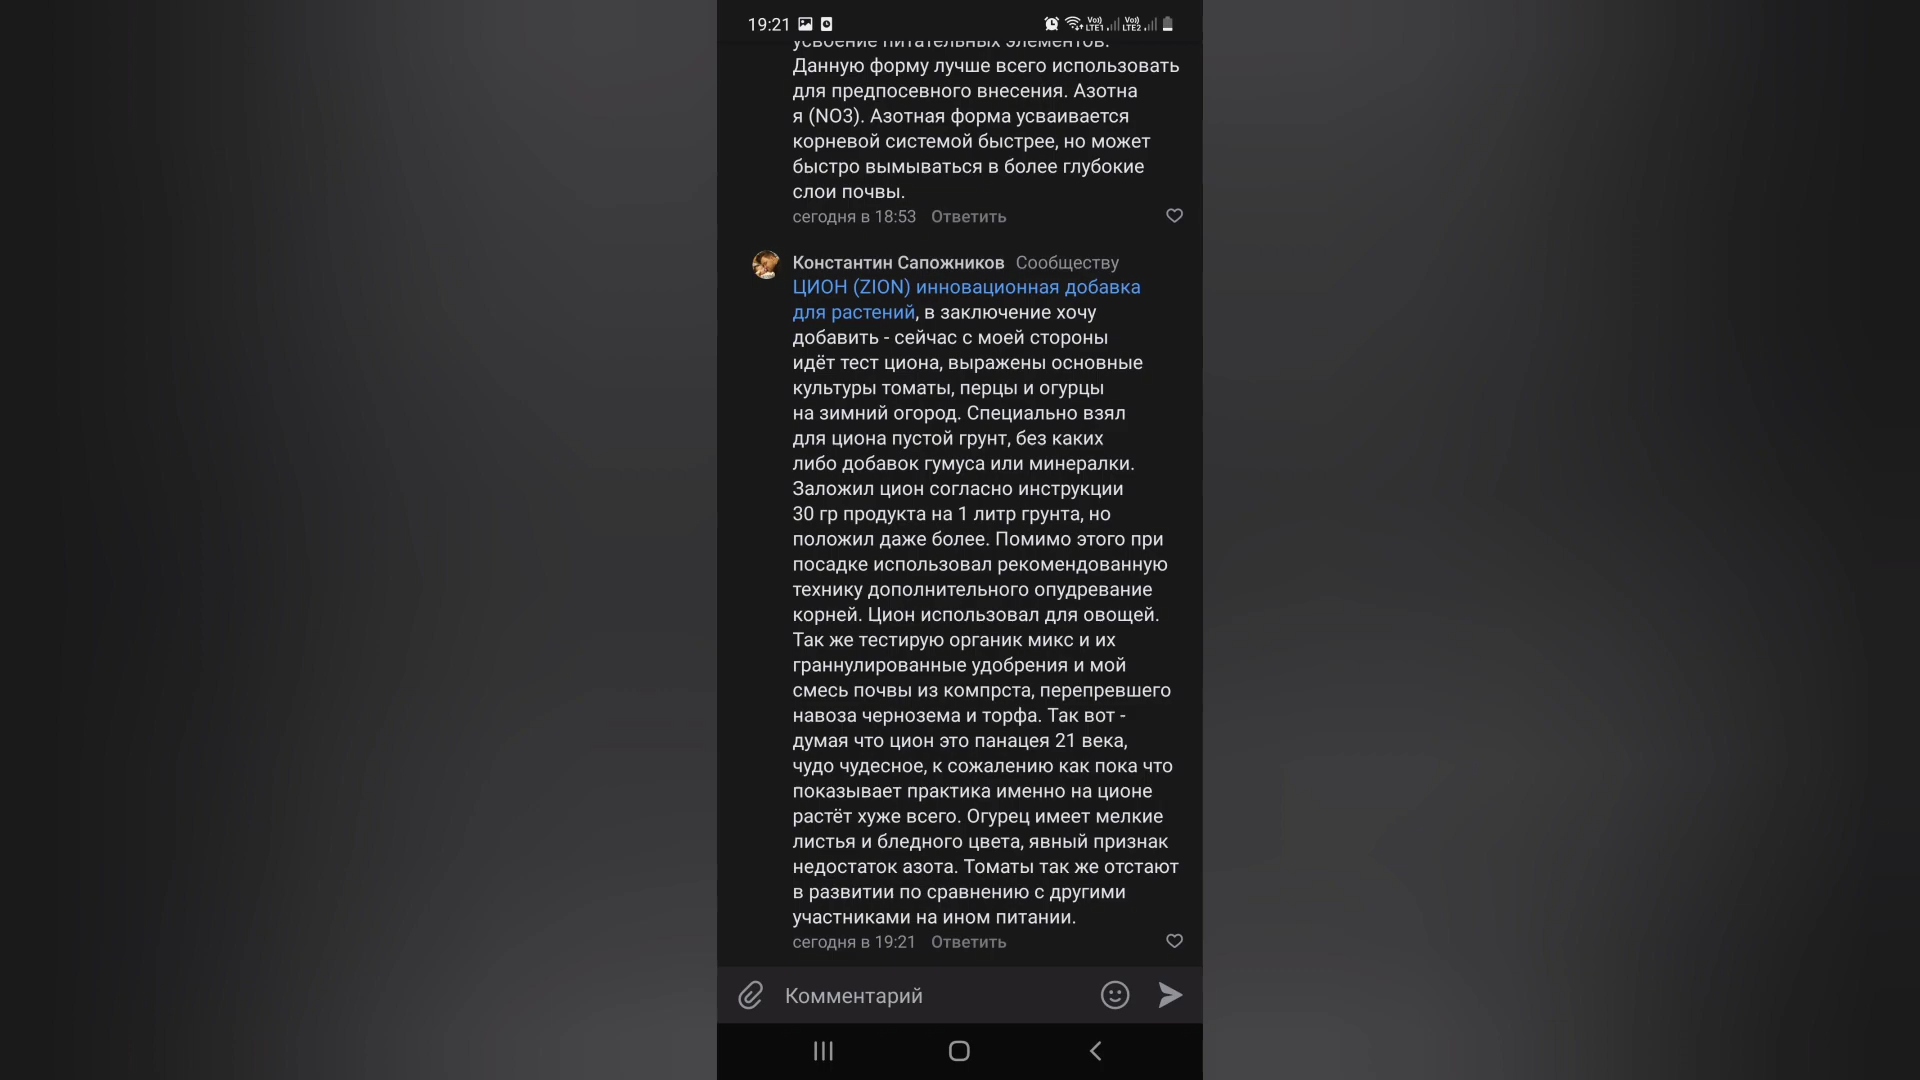 19:21
Vo)) LTE1 Vo)) LTE2
усвоение питательных элементов.
Данную форму лучше всего использовать
для предпосевного внесения. Азотна
я (NO3). Азотная форма усваивается
корневой системой быстрее, но может
быстро вымываться в более глубокие
слои почвы.
сегодня в 18:53 Ответить
Константин Сапожников Сообществу
ЦИОН (ZION) инновационная добавка
для растений, в заключение хочу
добавить - сейчас с моей стороны
идёт тест циона, выражены основные
культуры томаты, перцы и огурцы
на зимний огород. Специально взял
для циона пустой грунт, без каких
либо добавок гумуса или минералки.
Заложил цион согласно инструкции
30 гр продукта на 1 литр грунта, но
положил даже более. Помимо этого при
посадке использовал рекомендованную
технику дополнительного опудревание
корней. Цион использовал для овощей.
Так же тестирую органик микс и их
граннулированные удобрения и мой
смесь почвы из компрста, перепревшего
навоза чернозема и торфа. Так вот -
думая что цион это панацея 21 века,
чудо чудесное, к сожалению как пока что
показывает практика именно на ционе
растёт хуже всего. Огурец имеет мелкие
листья и бледного цвета, явный признак
недостаток азота. Томаты так же отстают
в развитии по сравнению с другими
участниками на ином питании.
сегодня в 19:21 Ответить
Комментарий